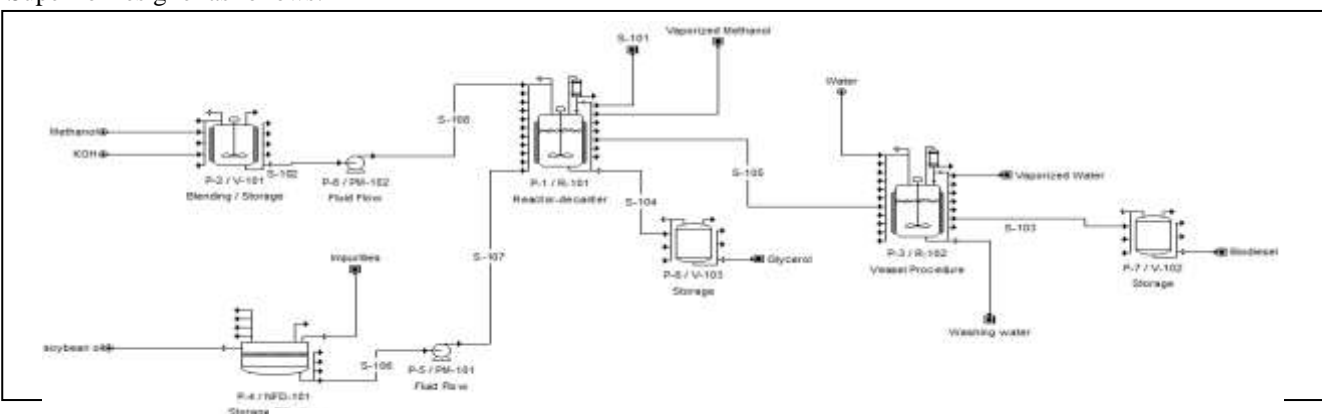 S-101
Vaporized Methanol
Water
S-108
Methanol
KOH
S-102
P-2 / V-101
Blending / Storage
P-6 / PM-102
Fluid Flow
P-1 / R-101
Reactor-decanter
S-104
S-105
Vaporized Water
S-103
P-3 / R-102
Vessel Procedure
Biodiesel
P-7 / V-102
Storage
Impurities
S-107
Glycerol
P-8 / V-103
Storage
Washing water
soybean oil
S-106
P-5 / PM-101
Fluid Flow
P-4 / NFD-101
Storage